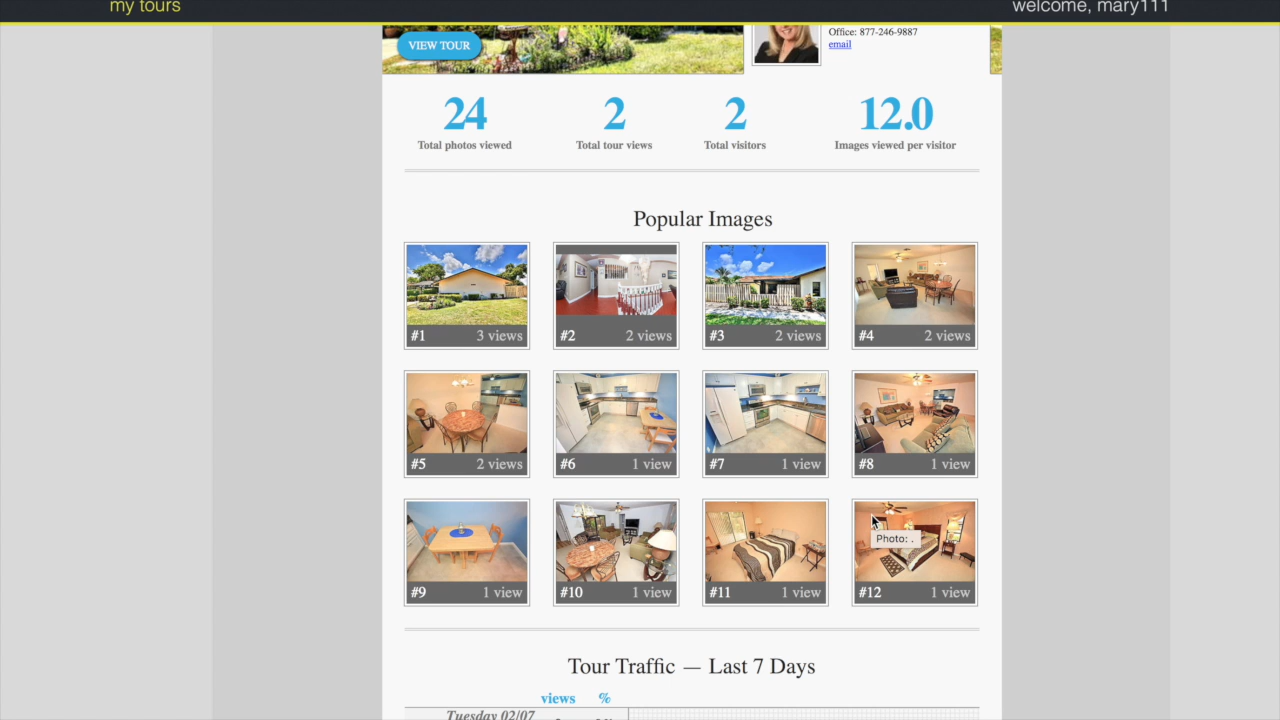 my tours
welcome, mary111
VIEW TOUR
Office: 877-246-9887
email
24
2
2
12.0
Total photos viewed
Total tour views
Total visitors
Images viewed per visitor
Popular Images
#1 3 views
#2 2 views
#3 2 views
#4 2 views
#5 2 views
#6 1 view
#7 1 view
#8 1 view
#9 1 view
#10 1 view
#11 1 view
#12 1 view
Photo: .
Tour Traffic — Last 7 Days
views %
Tuesday 02/07